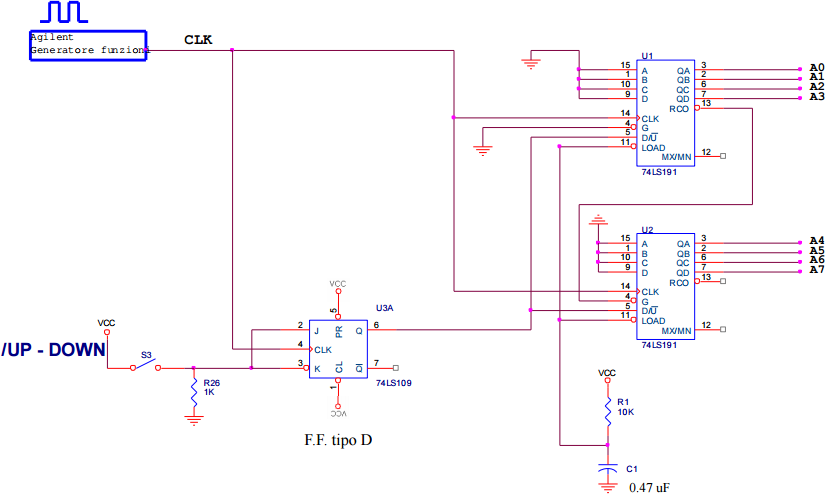 Agilent
Generatore funzioni
CLK
U1
15 A QA 3 A0
1 B QB 2 A1
10 C QC 6 A2
9 D QD 7 A3
RCO 13
14 CLK
4 G
5 D/U
11 LOAD
MX/MN 12
74LS191
U2
15 A QA 3 A4
1 B QB 2 A5
10 C QC 6 A6
9 D QD 7 A7
RCO 13
14 CLK
4 G
5 D/U
11 LOAD
MX/MN 12
74LS191
VCC
U3A
5
PR
2 J Q 6
4 CLK
3 K Q 7
CL
1
74LS109
VCC
VCC
/UP - DOWN
S3
R26
1K
F.F. tipo D
VCC
R1
10K
C1
0.47 uF